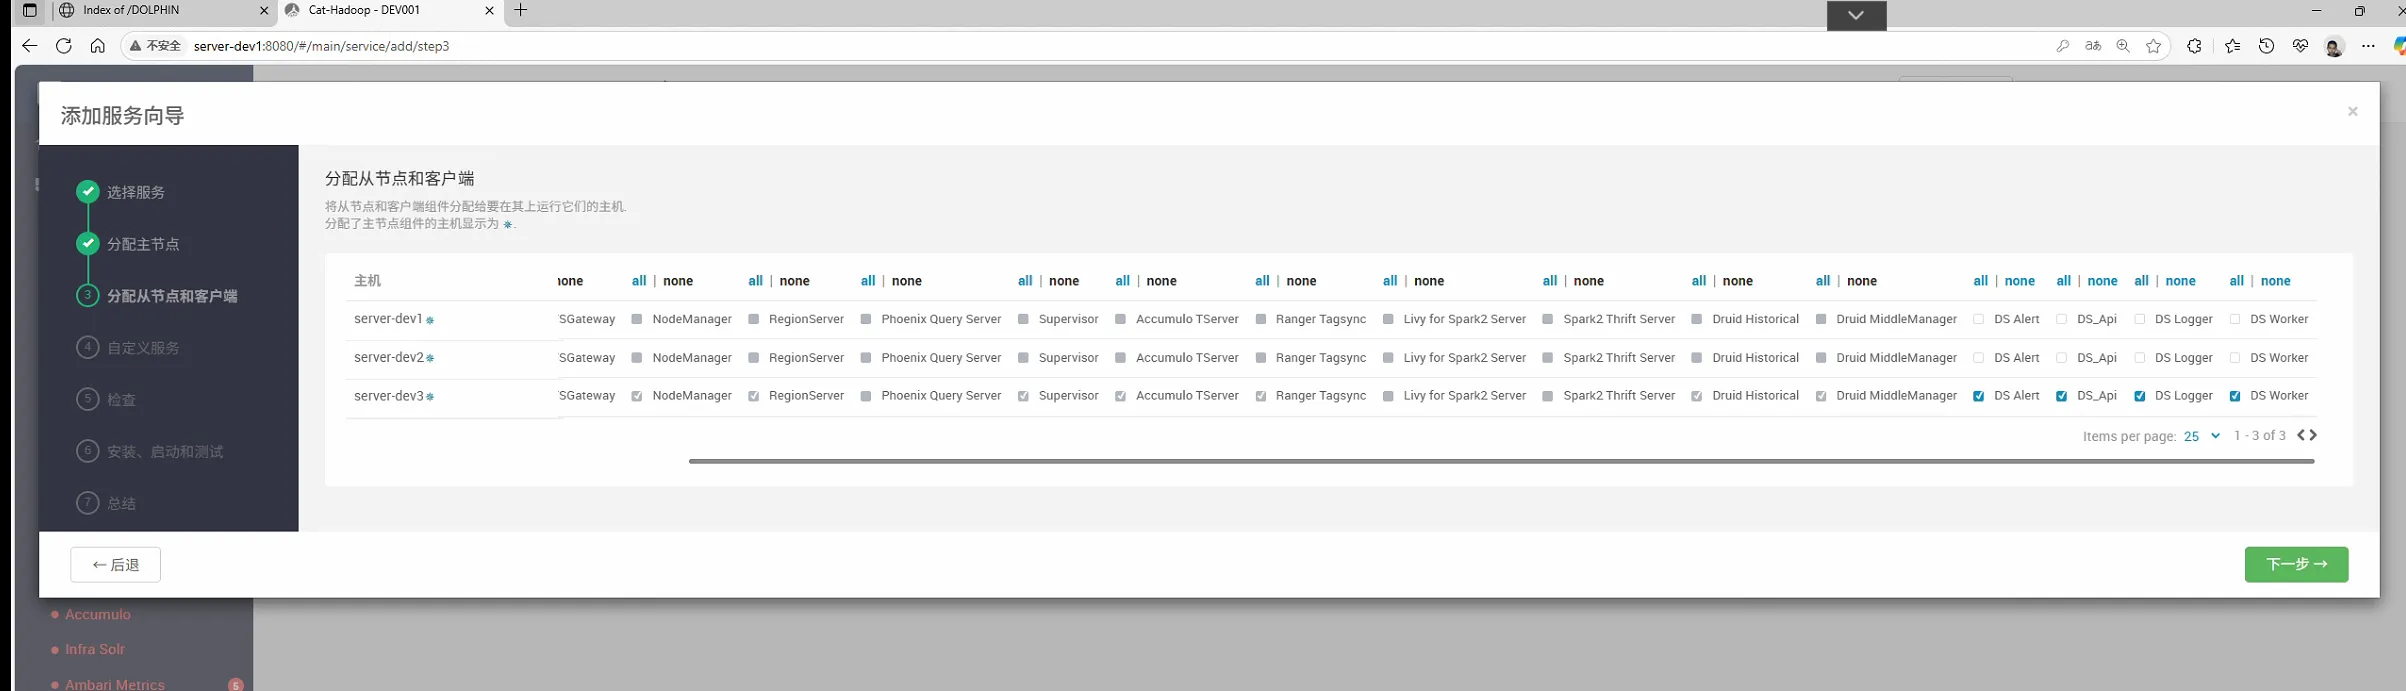 Index of /DOLPHIN
Cat-Hadoop - DEV001
不安全 server-dev1:8080/#/main/service/add/step3
添加服务向导
选择服务
分配主节点
3 分配从节点和客户端
4 自定义服务
5 检查
6 安装、启动和测试
7 总结
分配从节点和客户端
将从节点和客户端组件分配给要在其上运行它们的主机.
分配了主节点组件的主机显示为 .
主机 none all | none all | none all | none all | none all | none all | none all | none all | none all | none all | none all | none all | none all | none all | none
server-dev1 SGateway NodeManager RegionServer Phoenix Query Server Supervisor Accumulo TServer Ranger Tagsync Livy for Spark2 Server Spark2 Thrift Server Druid Historical Druid MiddleManager DS Alert DS_Api DS Logger DS Worker
server-dev2 SGateway NodeManager RegionServer Phoenix Query Server Supervisor Accumulo TServer Ranger Tagsync Livy for Spark2 Server Spark2 Thrift Server Druid Historical Druid MiddleManager DS Alert DS_Api DS Logger DS Worker
server-dev3 SGateway NodeManager RegionServer Phoenix Query Server Supervisor Accumulo TServer Ranger Tagsync Livy for Spark2 Server Spark2 Thrift Server Druid Historical Druid MiddleManager DS Alert DS_Api DS Logger DS Worker
Items per page: 25 1 - 3 of 3
← 后退
下一步 →
Accumulo
Infra Solr
Ambari Metrics 5